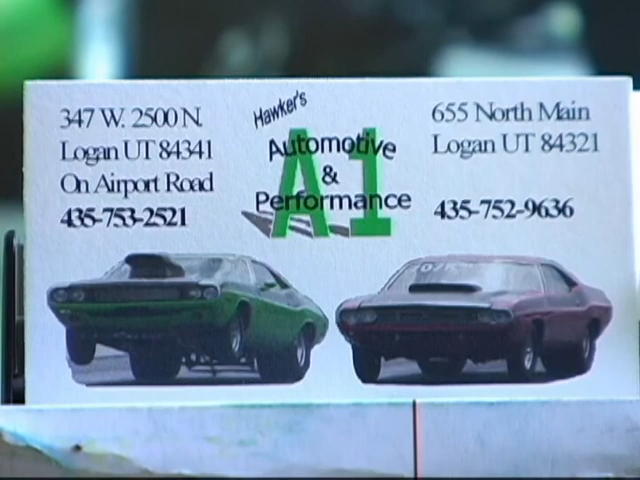 347 W. 2500 N.
Logan UT 84341
On Airport Road
435-753-2521
Hawker's
A1
Automotive
&
Performance
655 North Main
Logan UT 84321
435-752-9636